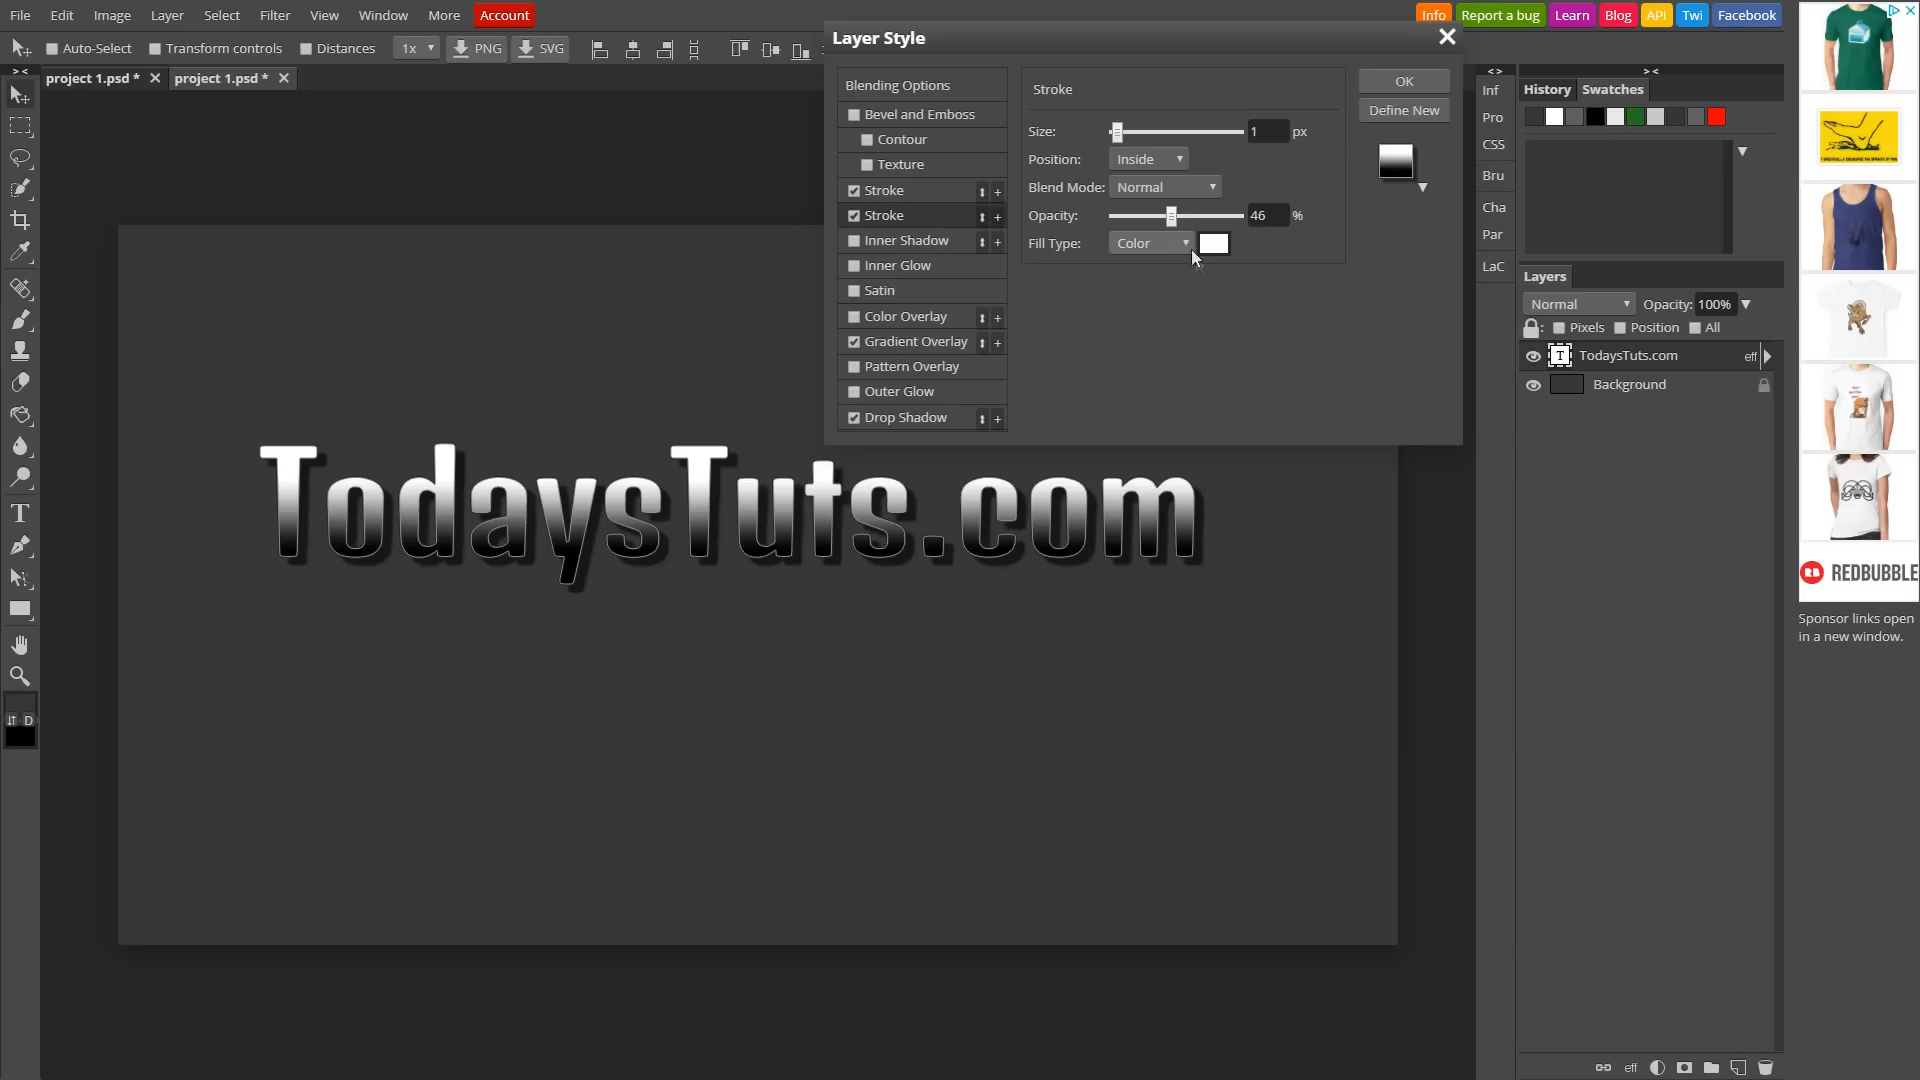 File Edit Image Layer Select Filter View Window More Account
Info Report a bug Learn Blog API Twi Facebook
Auto-Select Transform controls Distances 1x PNG SVG
project 1.psd * project 1.psd *
Layer Style
Blending Options
Bevel and Emboss
Contour
Texture
Stroke
Stroke
Inner Shadow
Inner Glow
Satin
Color Overlay
Gradient Overlay
Pattern Overlay
Outer Glow
Drop Shadow
Stroke
Size: 1 px
Position: Inside
Blend Mode: Normal
Opacity: 46 %
Fill Type: Color
OK
Define New
TodaysTuts.com
Inf
Pro
CSS
Bru
Cha
Par
LaC
History Swatches
Layers
Normal Opacity: 100%
Pixels Position All
T TodaysTuts.com eff
Background
eff
T
D
RB REDBUBBLE
Sponsor links open
in a new window.